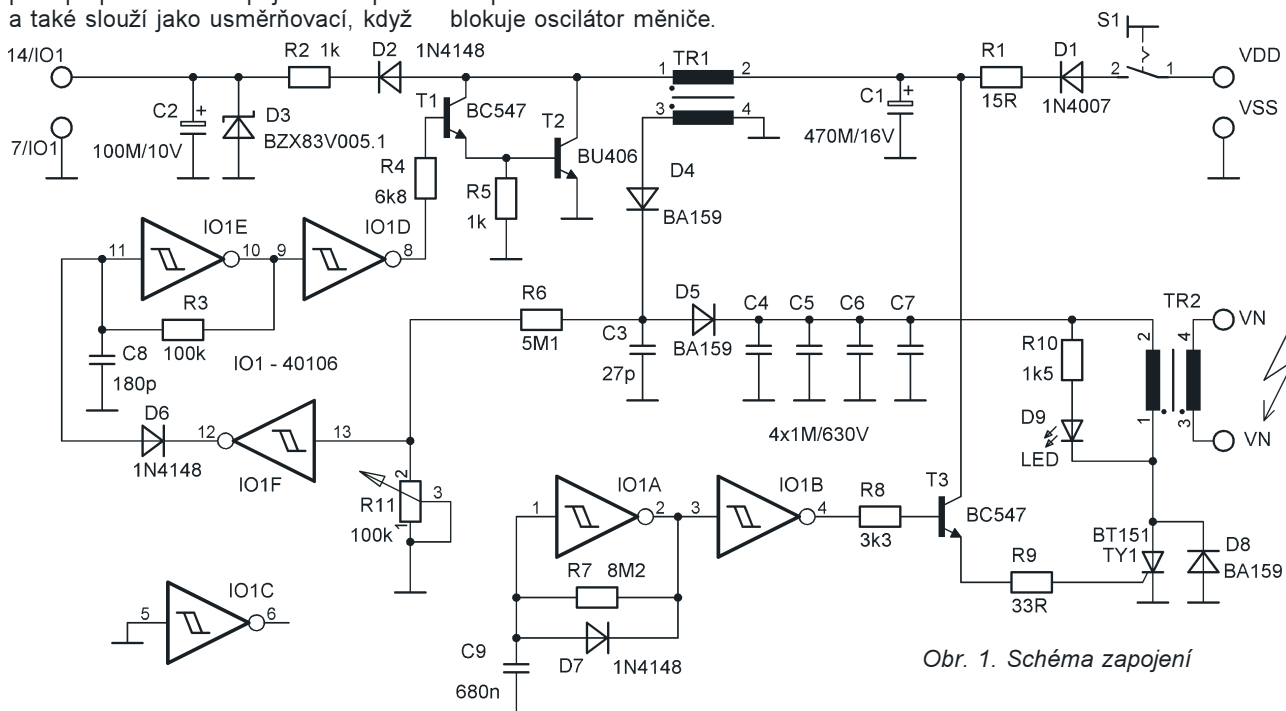 a také slouží jako usměrňovací, když blokuje oscilátor měniče.
14/IO1
7/IO1
C2
100M/10V
+
D3
BZX83V005.1
R2 1k
D2 1N4148
T1
BC547
R4
6k8
R5
1k
T2
BU406
TR1
1 2
3 4
D4
BA159
C1
470M/16V
+
R1
15R
D1
1N4007
S1
2 1
VDD
VSS
IO1E
11 10
R3
100k
C8
180p
IO1D
9 8
IO1 - 40106
D6
1N4148
12 13
IO1F
R11
100k
2
3
1
R6
5M1
C3
27p
D5
BA159
C4 C5 C6 C7
4x1M/630V
R10
1k5
D9
LED
TR2
2 4
1 3
VN
VN
IO1A
1 2
R7 8M2
D7 1N4148
C9
680n
IO1B
3 4
R8
3k3
T3
BC547
R9
33R
BT151
TY1
D8
BA159
IO1C
5 6
Obr. 1. Schéma zapojení